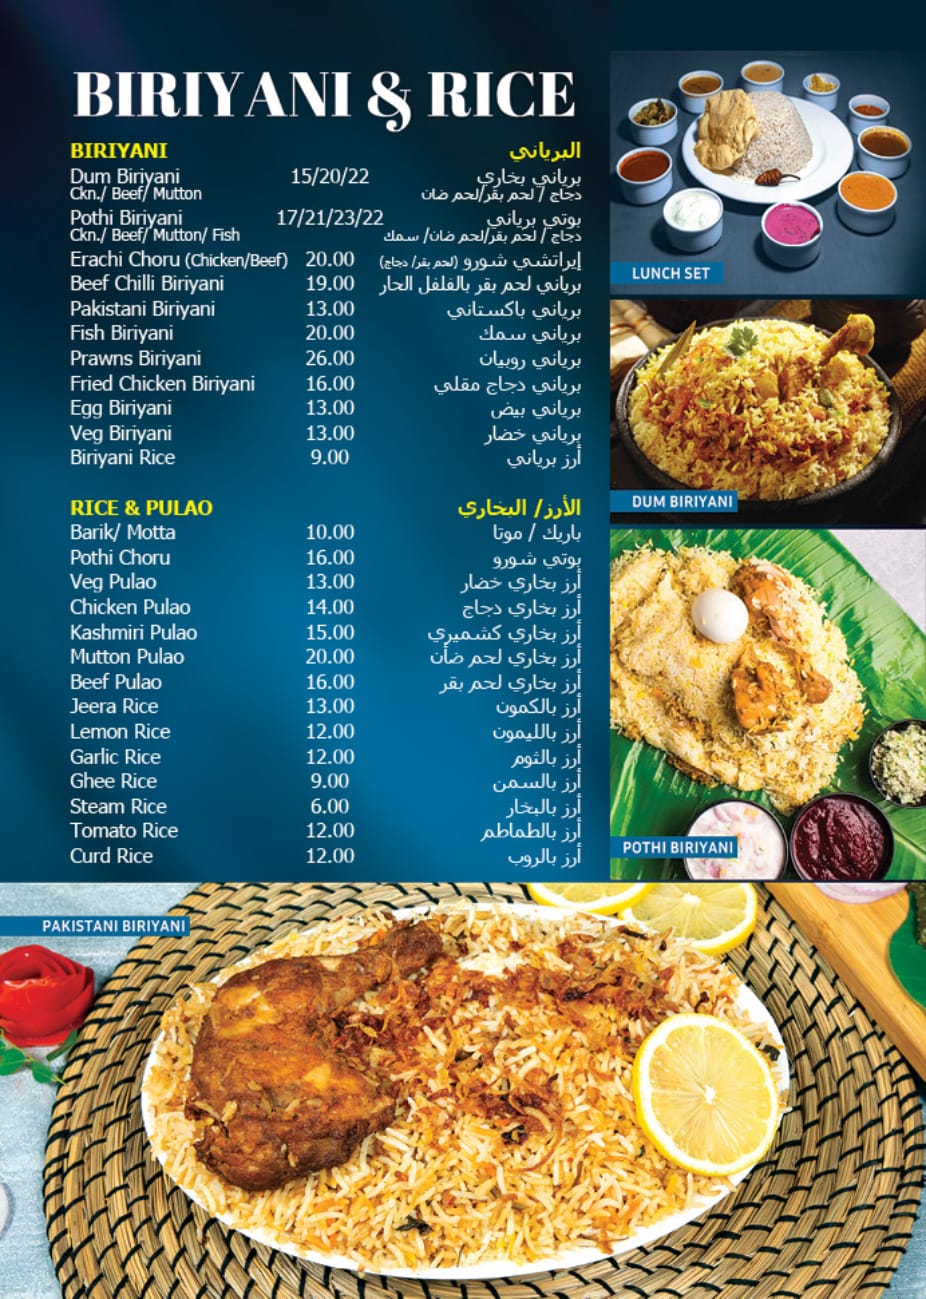 BIRIYANI & RICE
BIRIYANI البرياني
Dum Biriyani 15/20/22 برياني بخاري
Ckn./ Beef/ Mutton دجاج / لحم بقر/لحم ضان
Pothi Biriyani 17/21/23/22 بوتي برياني
Ckn./ Beef/ Mutton/ Fish دجاج / لحم بقر/لحم ضان/ سمك
Erachi Choru (Chicken/Beef) 20.00 إيراتشي شورو (لحم بقر/ دجاج)
Beef Chilli Biriyani 19.00 برياني لحم بقر بالفلفل الحار
Pakistani Biriyani 13.00 برياني باكستاني
Fish Biriyani 20.00 برياني سمك
Prawns Biriyani 26.00 برياني روبيان
Fried Chicken Biriyani 16.00 برياني دجاج مقلي
Egg Biriyani 13.00 برياني بيض
Veg Biriyani 13.00 برياني خضار
Biriyani Rice 9.00 أرز برياني
RICE & PULAO الأرز/ البخاري
Barik/ Motta 10.00 باريك / موتا
Pothi Choru 16.00 بوتي شورو
Veg Pulao 13.00 أرز بخاري خضار
Chicken Pulao 14.00 أرز بخاري دجاج
Kashmiri Pulao 15.00 أرز بخاري كشميري
Mutton Pulao 20.00 أرز بخاري لحم ضأن
Beef Pulao 16.00 أرز بخاري لحم بقر
Jeera Rice 13.00 أرز بالكمون
Lemon Rice 12.00 أرز بالليمون
Garlic Rice 12.00 أرز بالثوم
Ghee Rice 9.00 أرز بالسمن
Steam Rice 6.00 أرز بالبخار
Tomato Rice 12.00 أرز بالطماطم
Curd Rice 12.00 أرز بالروب
LUNCH SET
DUM BIRIYANI
POTHI BIRIYANI
PAKISTANI BIRIYANI